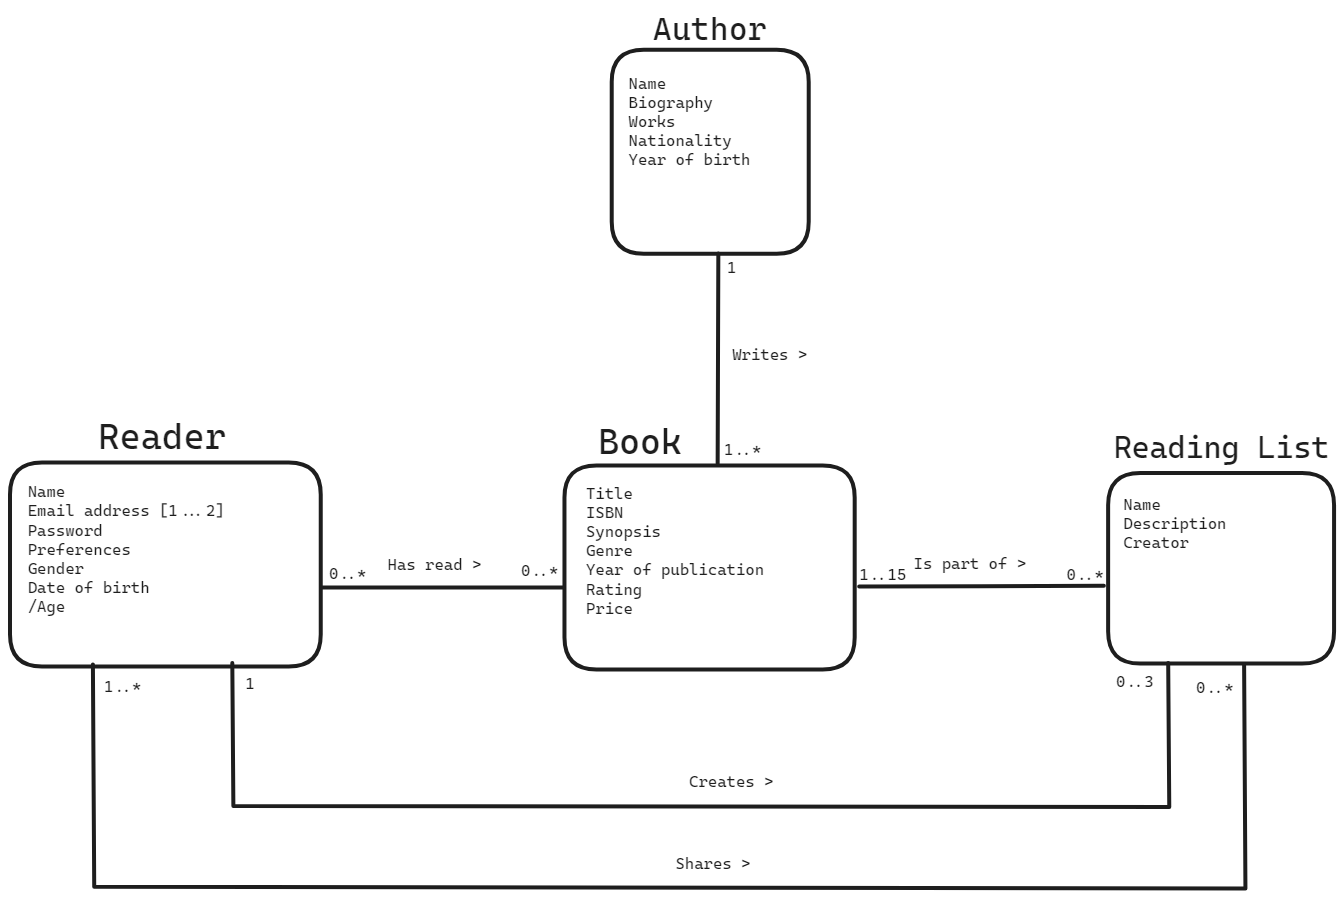 Author
Name
Biography
Works
Nationality
Year of birth
1
Writes >
1..*
Reader
Name
Email address [1...2]
Password
Preferences
Gender
Date of birth
/Age
0..*
Has read >
0..*
Book
Title
ISBN
Synopsis
Genre
Year of publication
Rating
Price
1..15
Is part of >
0..*
Reading List
Name
Description
Creator
1..*
1
0..3
0..*
Creates >
Shares >